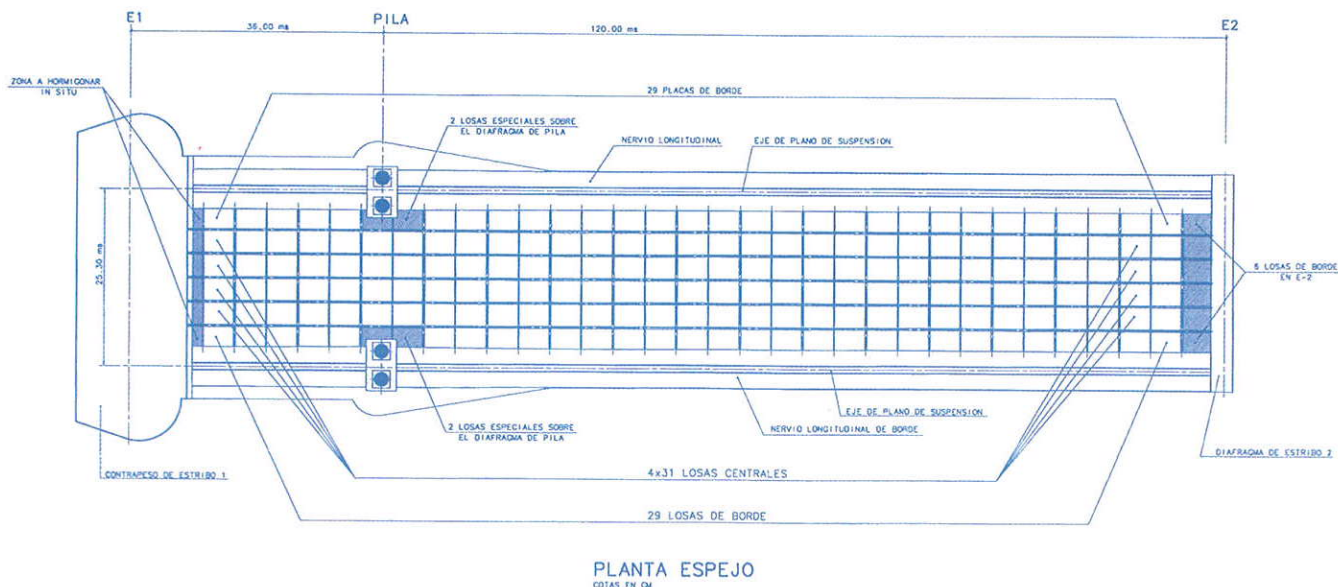 E1
PILA
E2
36.00 ms
120.00 ms
ZONA A HORMIGONAR
IN SITU
29 PLACAS DE BORDE
2 LOSAS ESPECIALES SOBRE
EL DIAFRAGMA DE PILA
NERVIO LONGITUDINAL
EJE DE PLANO DE SUSPENSION
25.30 ms
6 LOSAS DE BORDE
EN E-2
2 LOSAS ESPECIALES SOBRE
EL DIAFRAGMA DE PILA
EJE DE PLANO DE SUSPENSION
NERVIO LONGITUDINAL DE BORDE
CONTRAPESO DE ESTRIBO 1
4x31 LOSAS CENTRALES
DIAFRAGMA DE ESTRIBO 2
29 LOSAS DE BORDE
PLANTA ESPEJO
COTAS EN CM